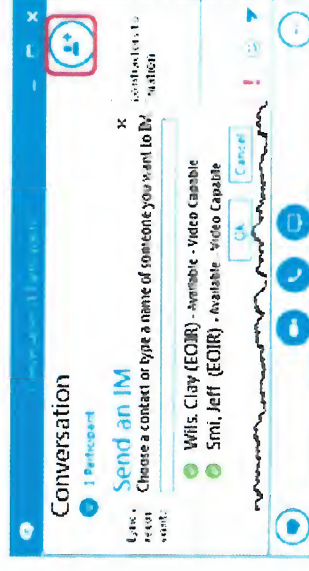 Conversation
1 Participant
Send an IM
Choose a contact or type a name of someone you want to IM.
Wils, Clay (EOIR) - Available - Video Capable
Smi, Jeff (EOIR) - Available - Video Capable
OK
Cancel